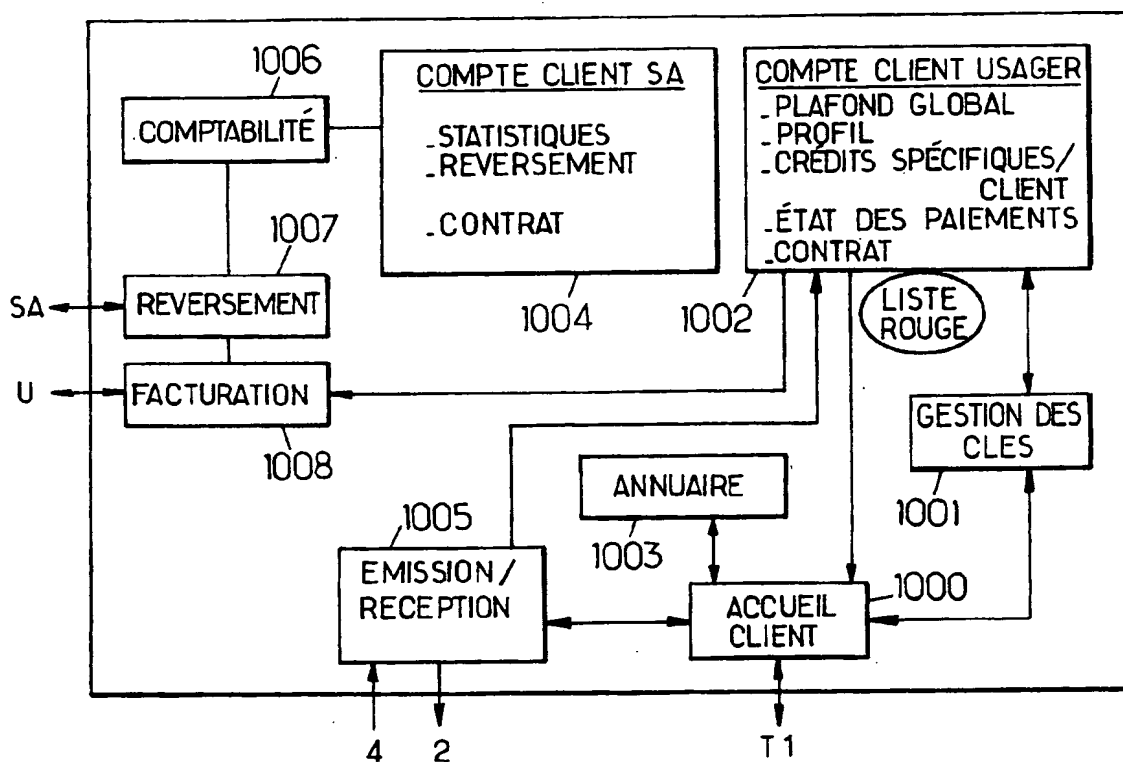 1006
COMPTABILITÉ
COMPTE CLIENT SA
_STATISTIQUES
_REVERSEMENT
_CONTRAT
1004
COMPTE CLIENT USAGER
_PLAFOND GLOBAL
_PROFIL
_CRÉDITS SPÉCIFIQUES/
CLIENT
_ÉTAT DES PAIEMENTS
_CONTRAT
1002
LISTE
ROUGE
1007
SA
REVERSEMENT
U
FACTURATION
1008
GESTION DES
CLES
1001
ANNUAIRE
1003
1005
EMISSION/
RECEPTION
1000
ACCUEIL
CLIENT
4
2
T1